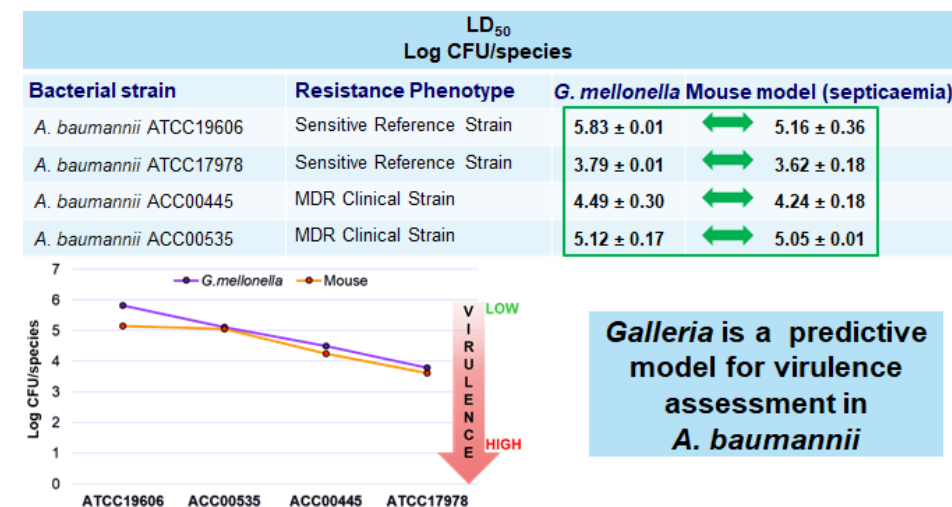 LD50
Log CFU/species
Bacterial strain Resistance Phenotype G. mellonella Mouse model (septicaemia)
A. baumannii ATCC19606 Sensitive Reference Strain 5.83 ± 0.01 5.16 ± 0.36
A. baumannii ATCC17978 Sensitive Reference Strain 3.79 ± 0.01 3.62 ± 0.18
A. baumannii ACC00445 MDR Clinical Strain 4.49 ± 0.30 4.24 ± 0.18
A. baumannii ACC00535 MDR Clinical Strain 5.12 ± 0.17 5.05 ± 0.01
G.mellonella Mouse
Log CFU/species
7
6
5
4
3
2
1
0
ATCC19606 ACC00535 ACC00445 ATCC17978
VIRULENCE
LOW
HIGH
Galleria is a predictive
model for virulence
assessment in
A. baumannii